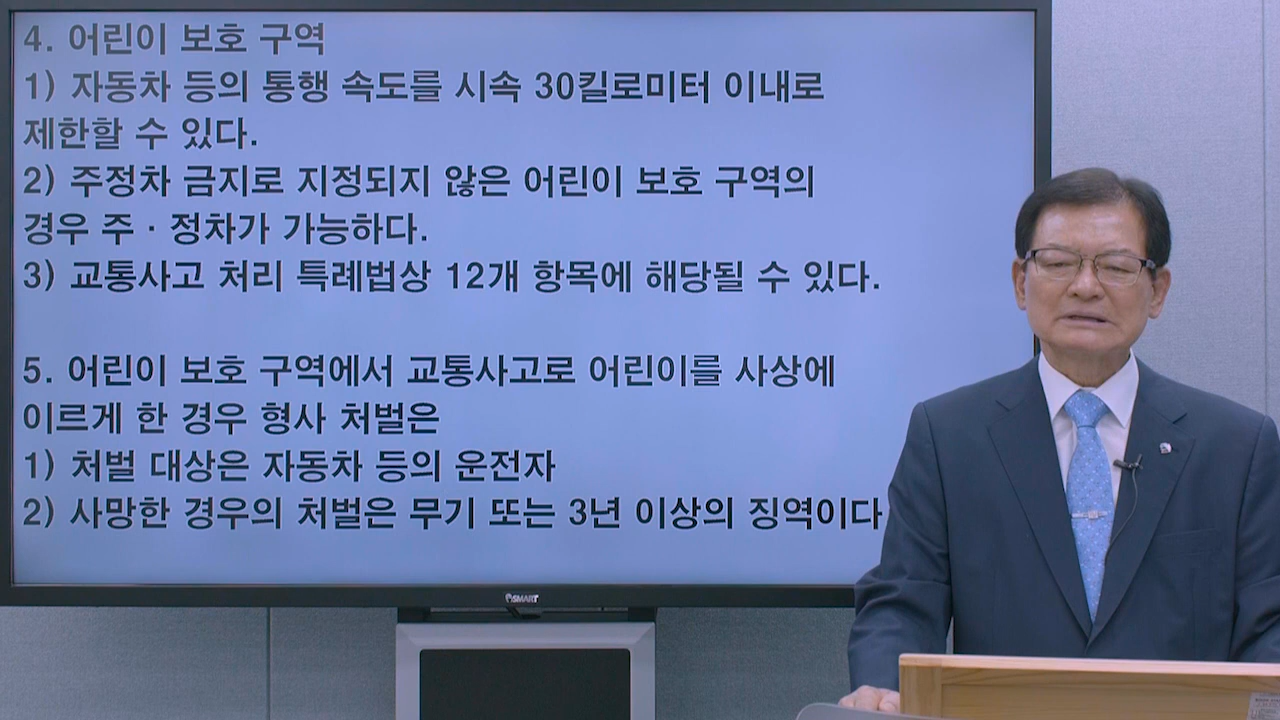 4. 어린이 보호 구역
1) 자동차 등의 통행 속도를 시속 30킬로미터 이내로
제한할 수 있다.
2) 주정차 금지로 지정되지 않은 어린이 보호 구역의
경우 주 · 정차가 가능하다.
3) 교통사고 처리 특례법상 12개 항목에 해당될 수 있다.
5. 어린이 보호 구역에서 교통사고로 어린이를 사상에
이르게 한 경우 형사 처벌은
1) 처벌 대상은 자동차 등의 운전자
2) 사망한 경우의 처벌은 무기 또는 3년 이상의 징역이다
SMART